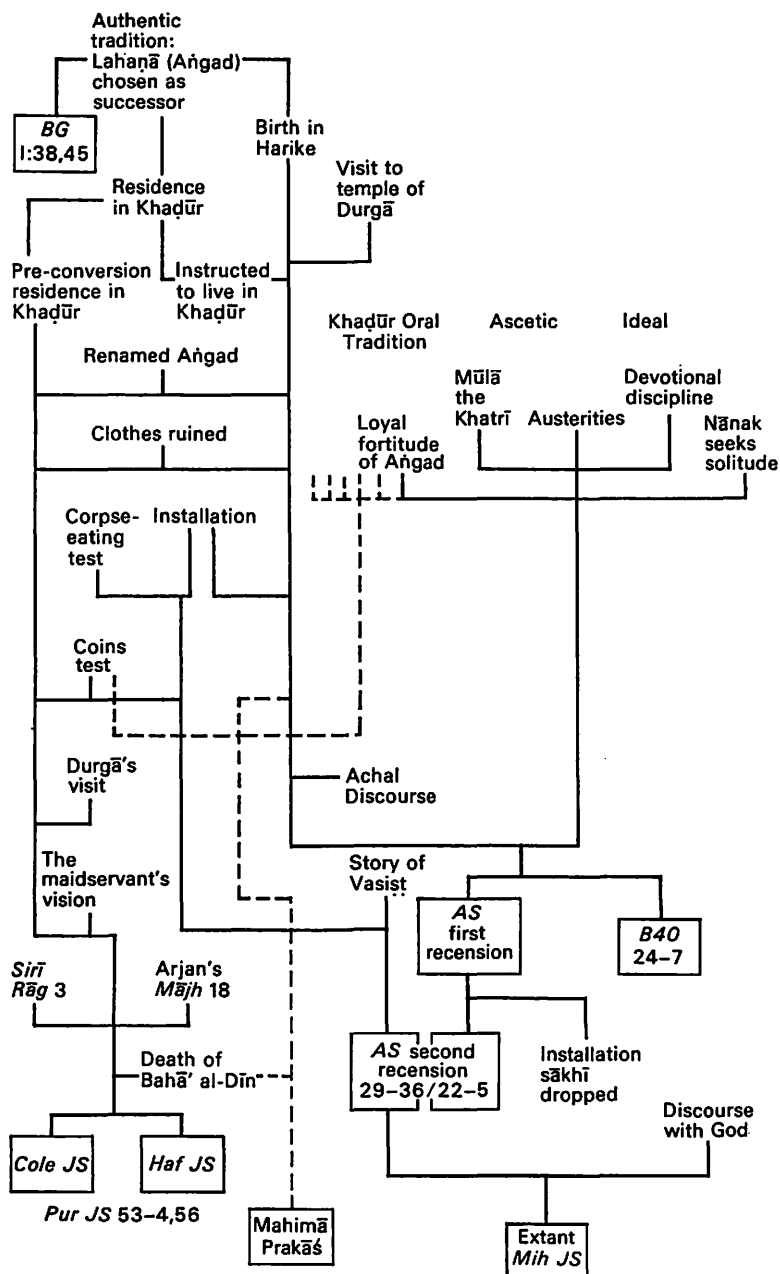 Authentic
tradition:
Lahaṇā (Aṅgad)
chosen as
successor
BG
I:38,45
Birth in
Harike
Visit to
temple of
Durgā
Residence
in Khaḍūr
Pre-conversion
residence in
Khaḍūr
Instructed
to live in
Khaḍūr
Khaḍūr Oral
Tradition
Ascetic
Ideal
Renamed Aṅgad
Mūlā
the
Khatrī
Devotional
discipline
Austerities
Clothes ruined
Loyal
fortitude
of Aṅgad
Nānak
seeks
solitude
Corpse-
eating
test
Installation
Coins
test
Durgā's
visit
Achal
Discourse
The
maidservant's
vision
Story of
Vasiṣṭ
AS
first
recension
B40
24–7
Sirī
Rāg 3
Arjan's
Mājh 18
Death of
Bahā' al-Dīn
AS second
recension
29–36/22–5
Installation
sākhī
dropped
Discourse
with God
Cole JS
Haf JS
Pur JS 53–4,56
Mahimā
Prakāś
Extant
Mih JS